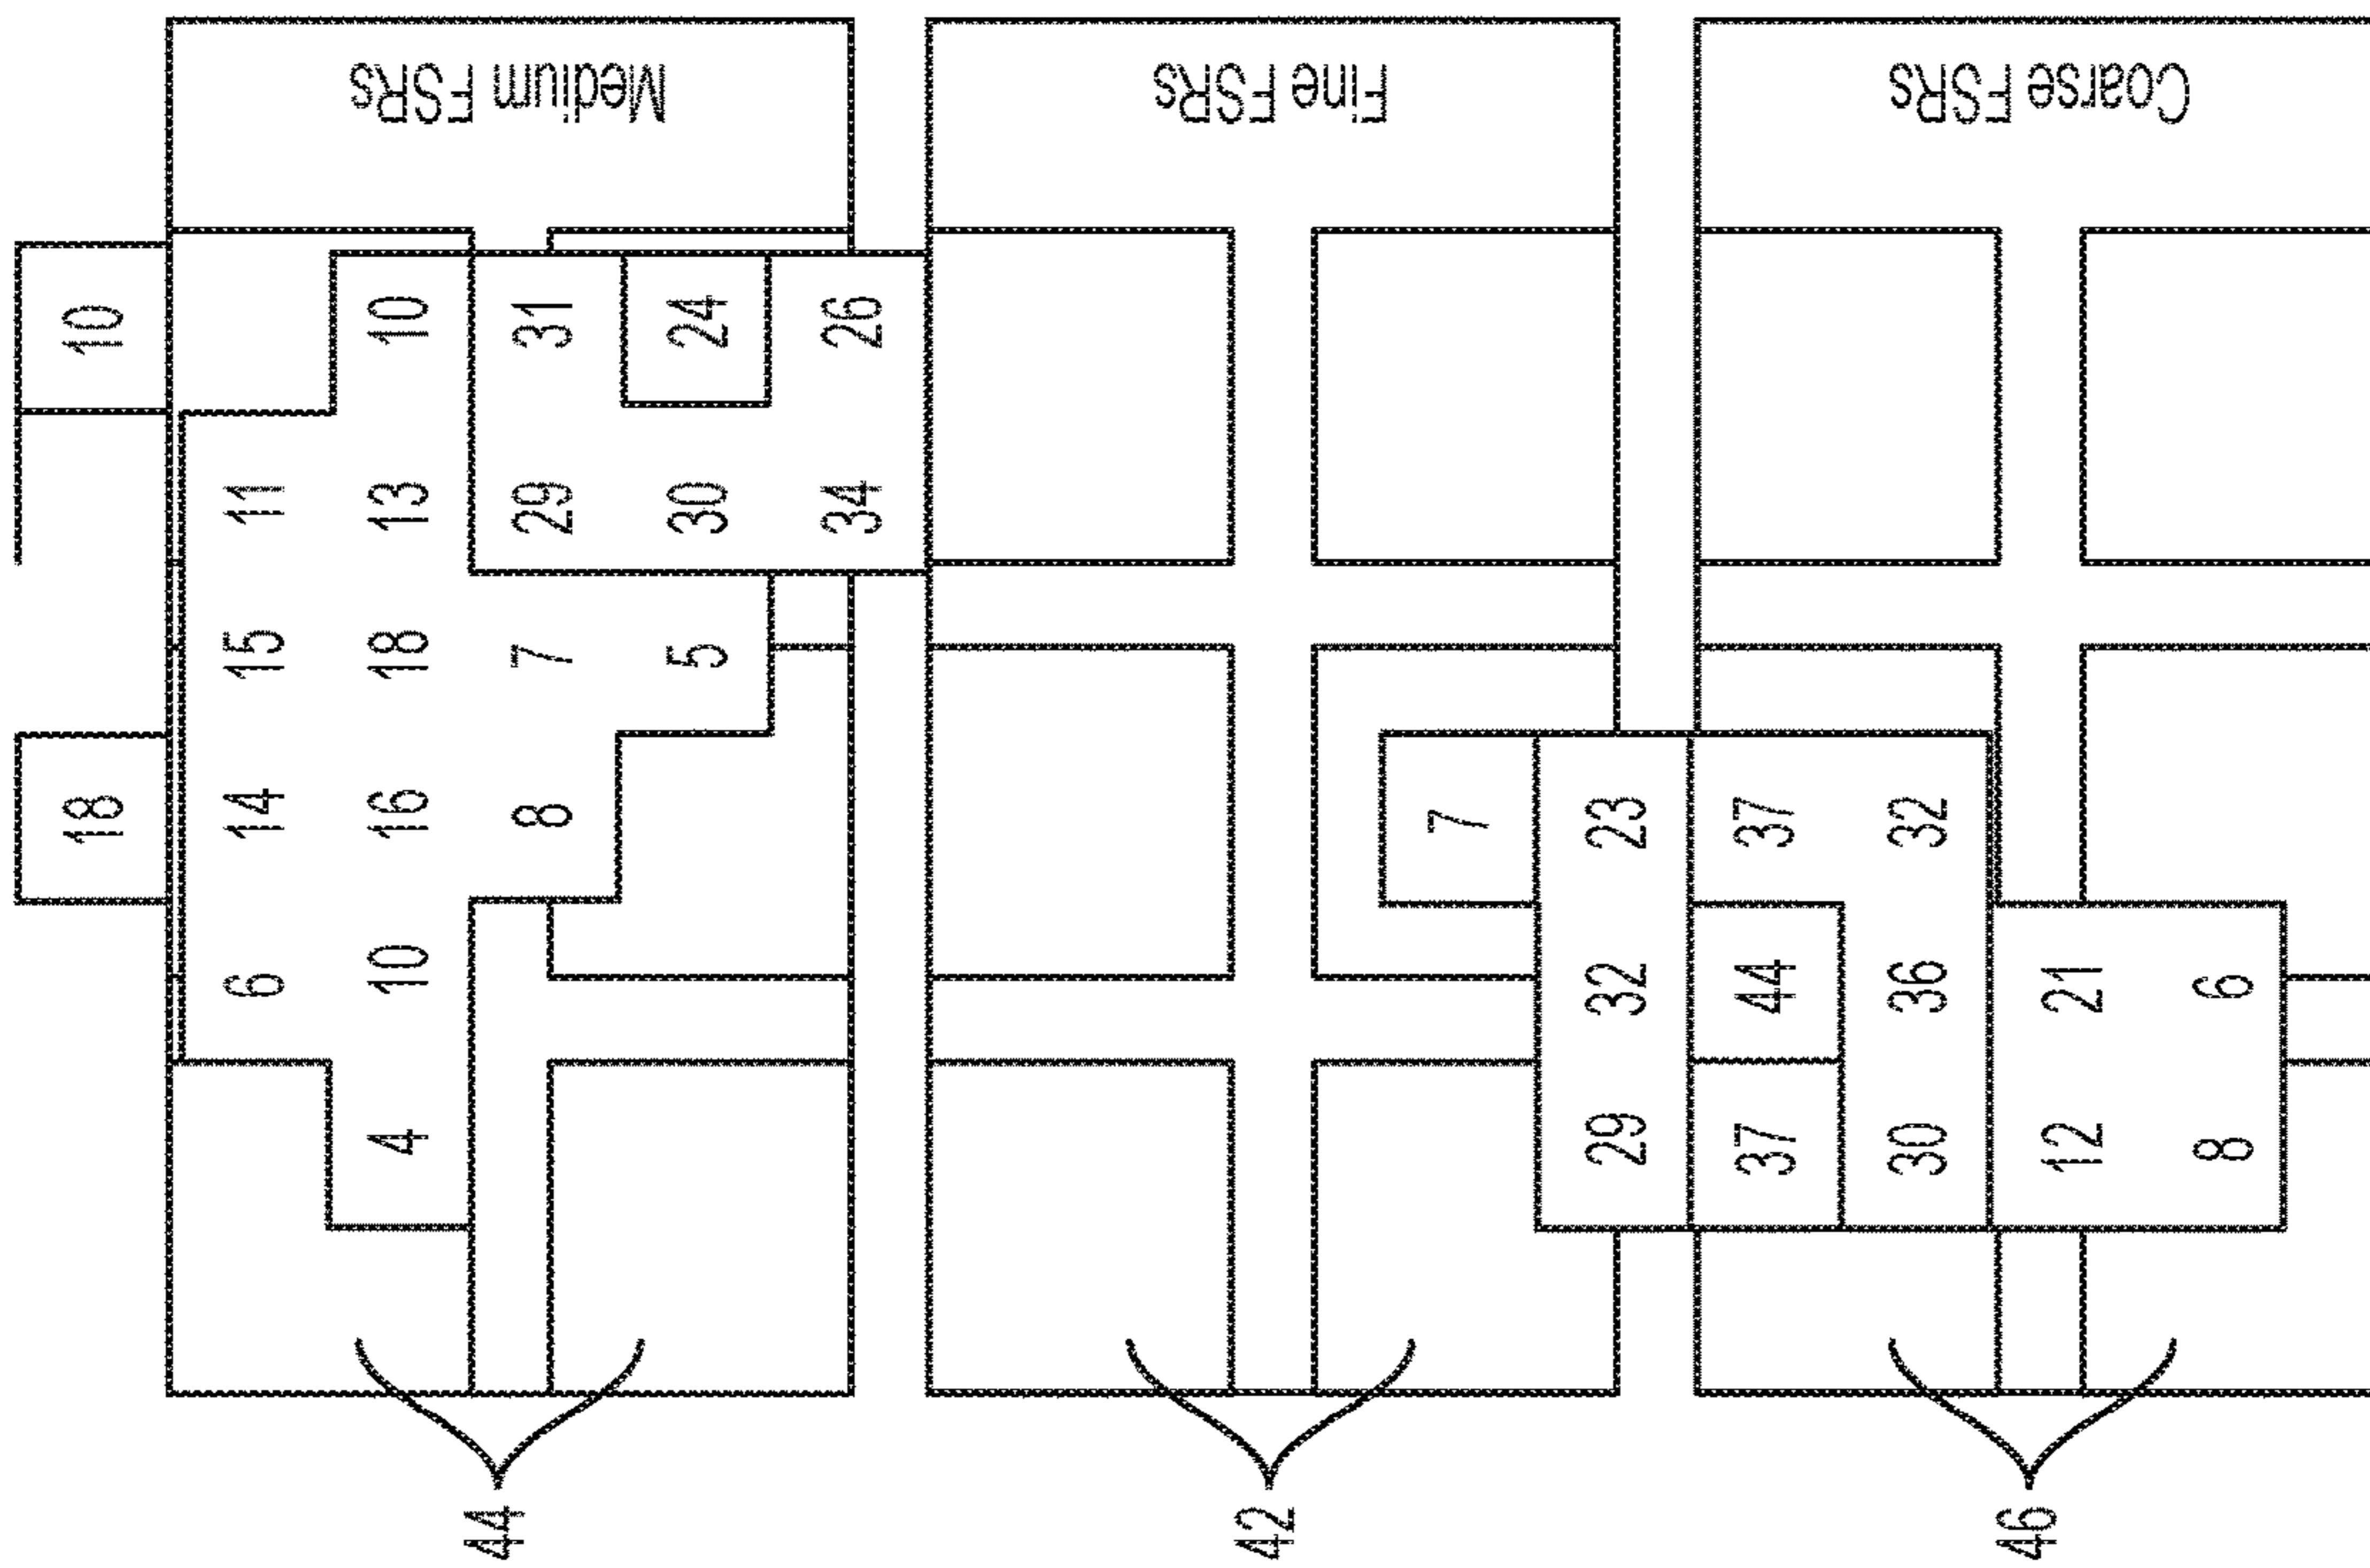 18 10
6 14 15 11
4 10 16 18 13 10
44
Medium FSRs
8 7 29 31
5 30 24
34 26
42
Fine FSRs
7
29 32 23
37 44 37
30 36 32
46
Coarse FSRs
12 21
8 6